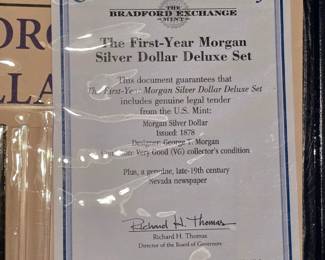 THE
BRADFORD EXCHANGE
MINT
The First-Year Morgan
Silver Dollar Deluxe Set
This document guarantees that
The First-Year Morgan Silver Dollar Deluxe Set
includes genuine legal tender
from the U.S. Mint:
Morgan Silver Dollar
Issued: 1878
Designer: George T. Morgan
Condition: Very Good (VG) collector's condition
Plus, a genuine, late-19th century
Nevada newspaper
Richard H. Thomas
Richard H. Thomas
Director of the Board of Governors